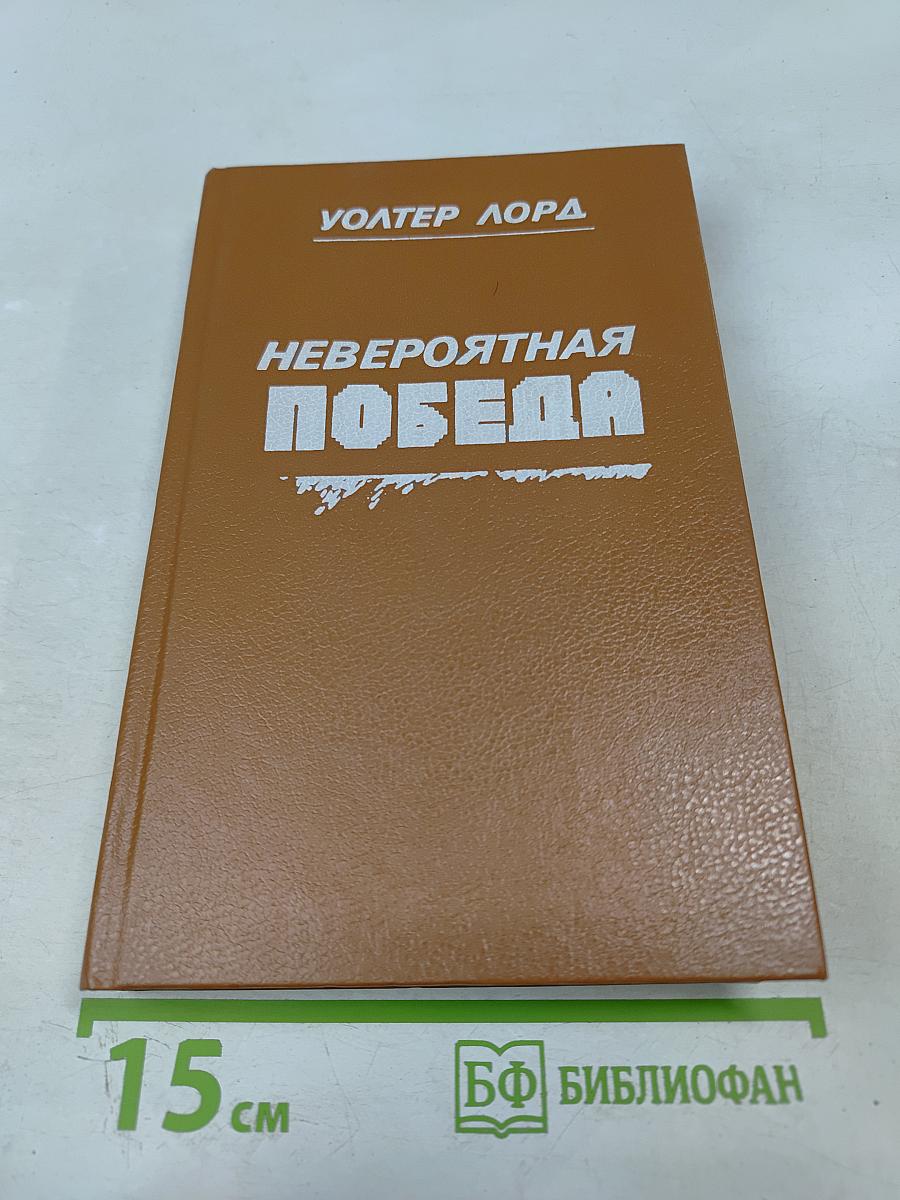 УОЛТЕР ЛОРД
НЕВЕРОЯТНАЯ
ПОБЕДА
15 см
БФ БИБЛИОФАН